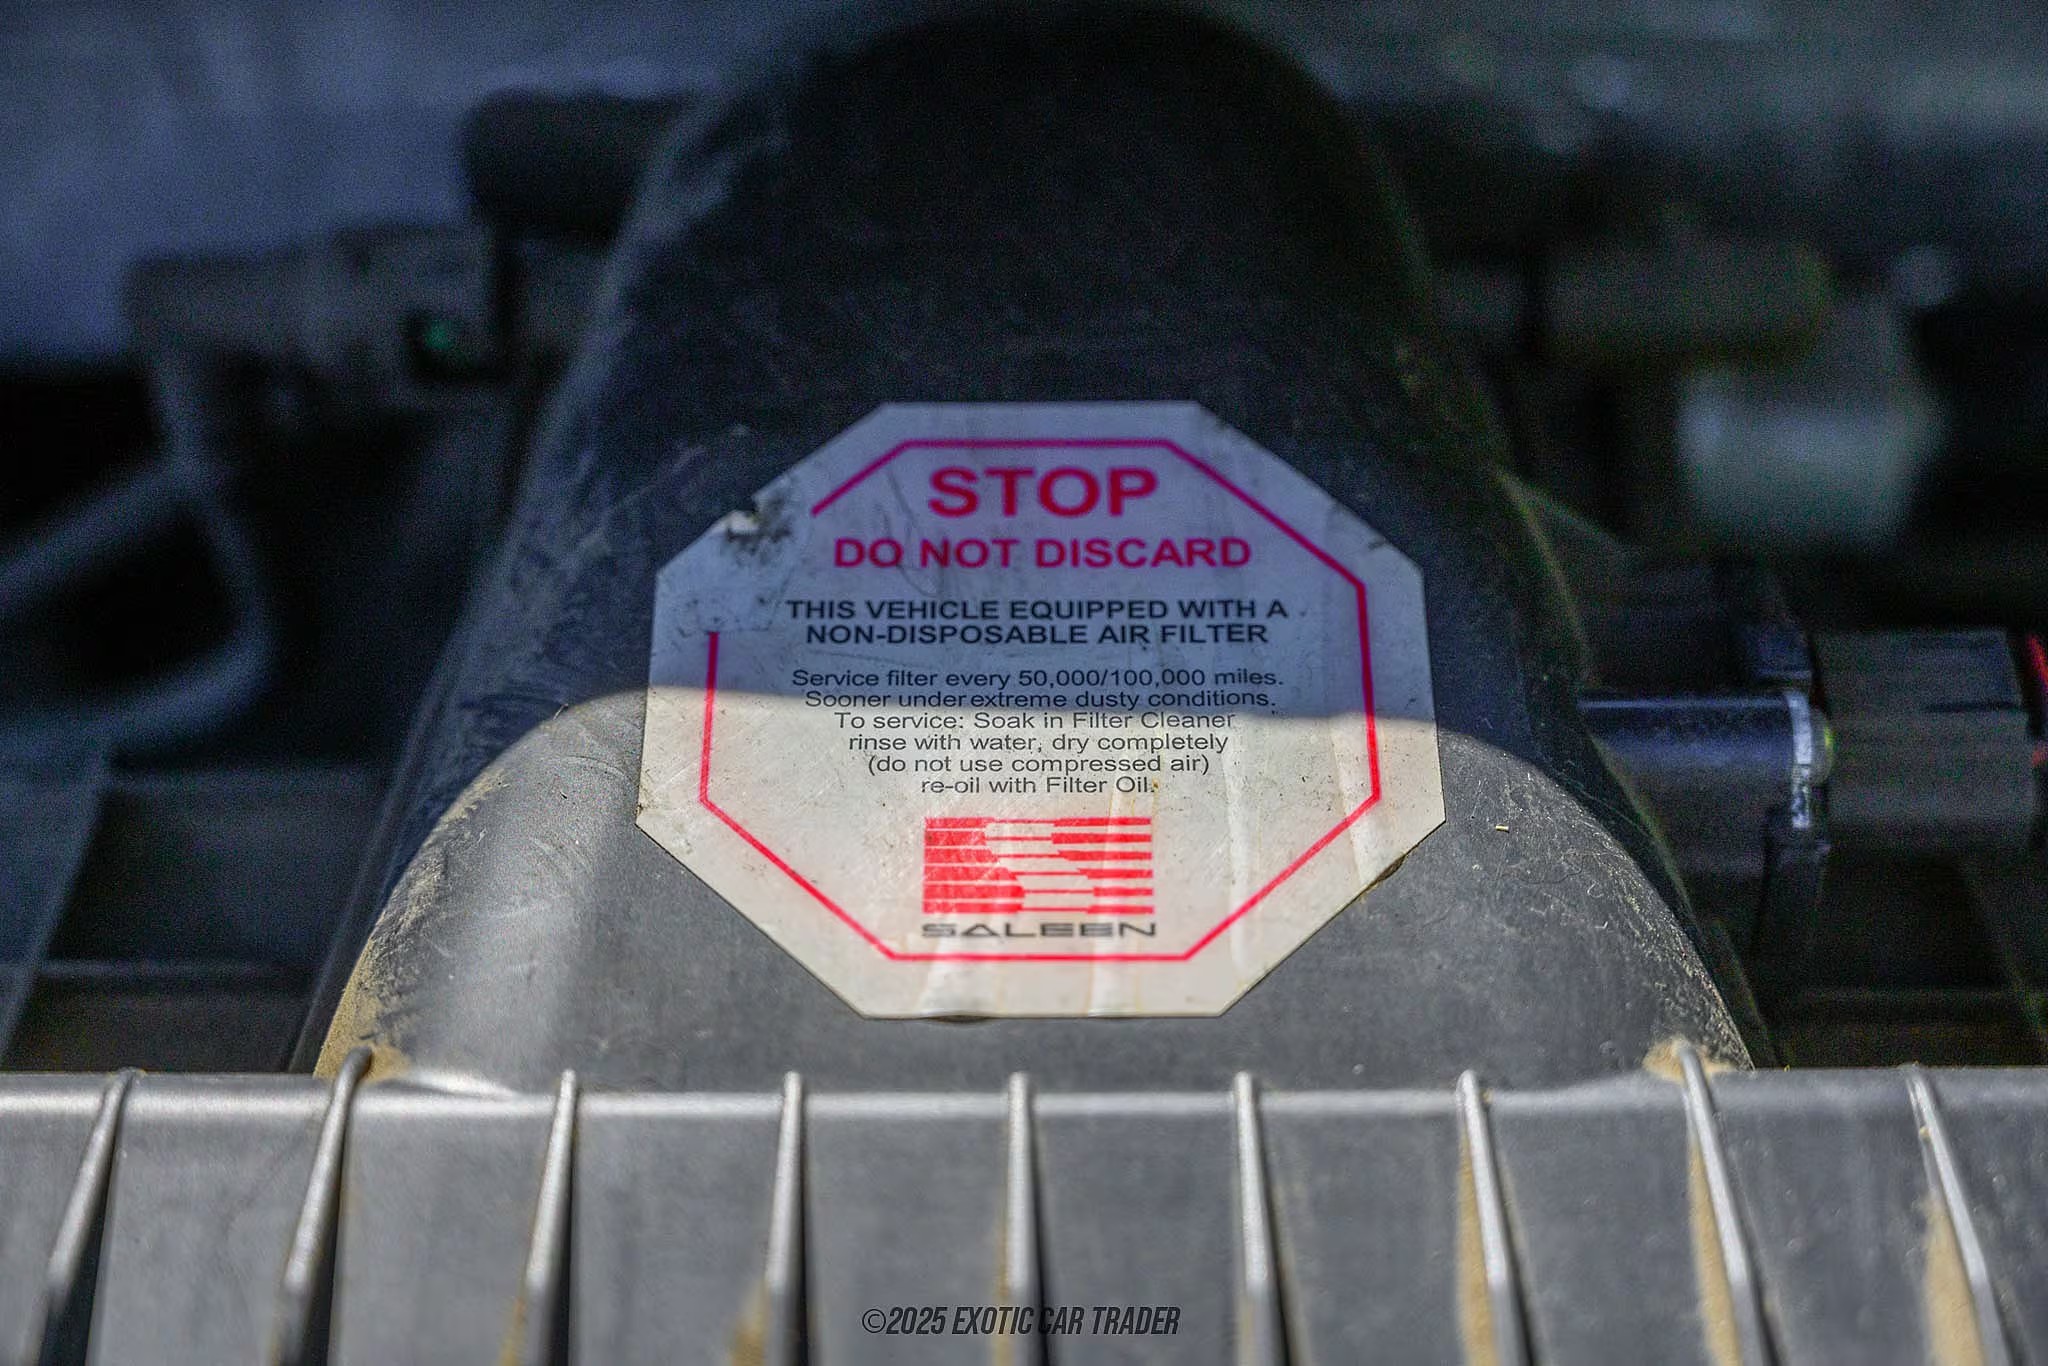 STOP
DO NOT DISCARD
THIS VEHICLE EQUIPPED WITH A
NON-DISPOSABLE AIR FILTER
Service filter every 50,000/100,000 miles.
Sooner under extreme dusty conditions.
To service: Soak in Filter Cleaner
rinse with water, dry completely
(do not use compressed air)
re-oil with Filter Oil.
SALEEN
©2025 EXOTIC CAR TRADER